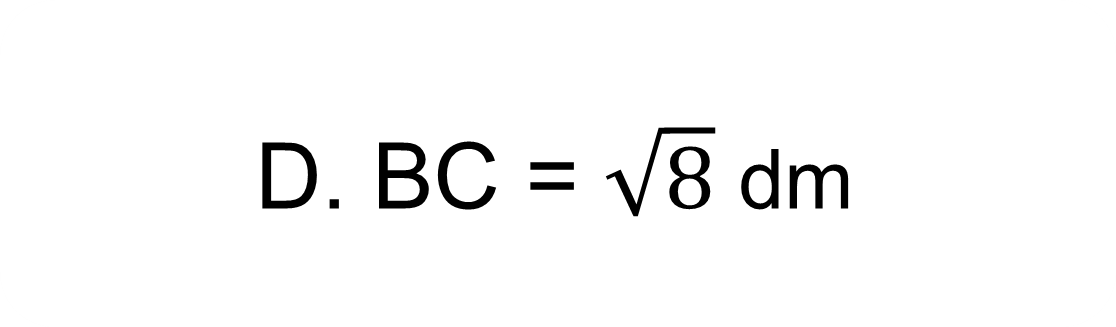 D. BC = √8 dm